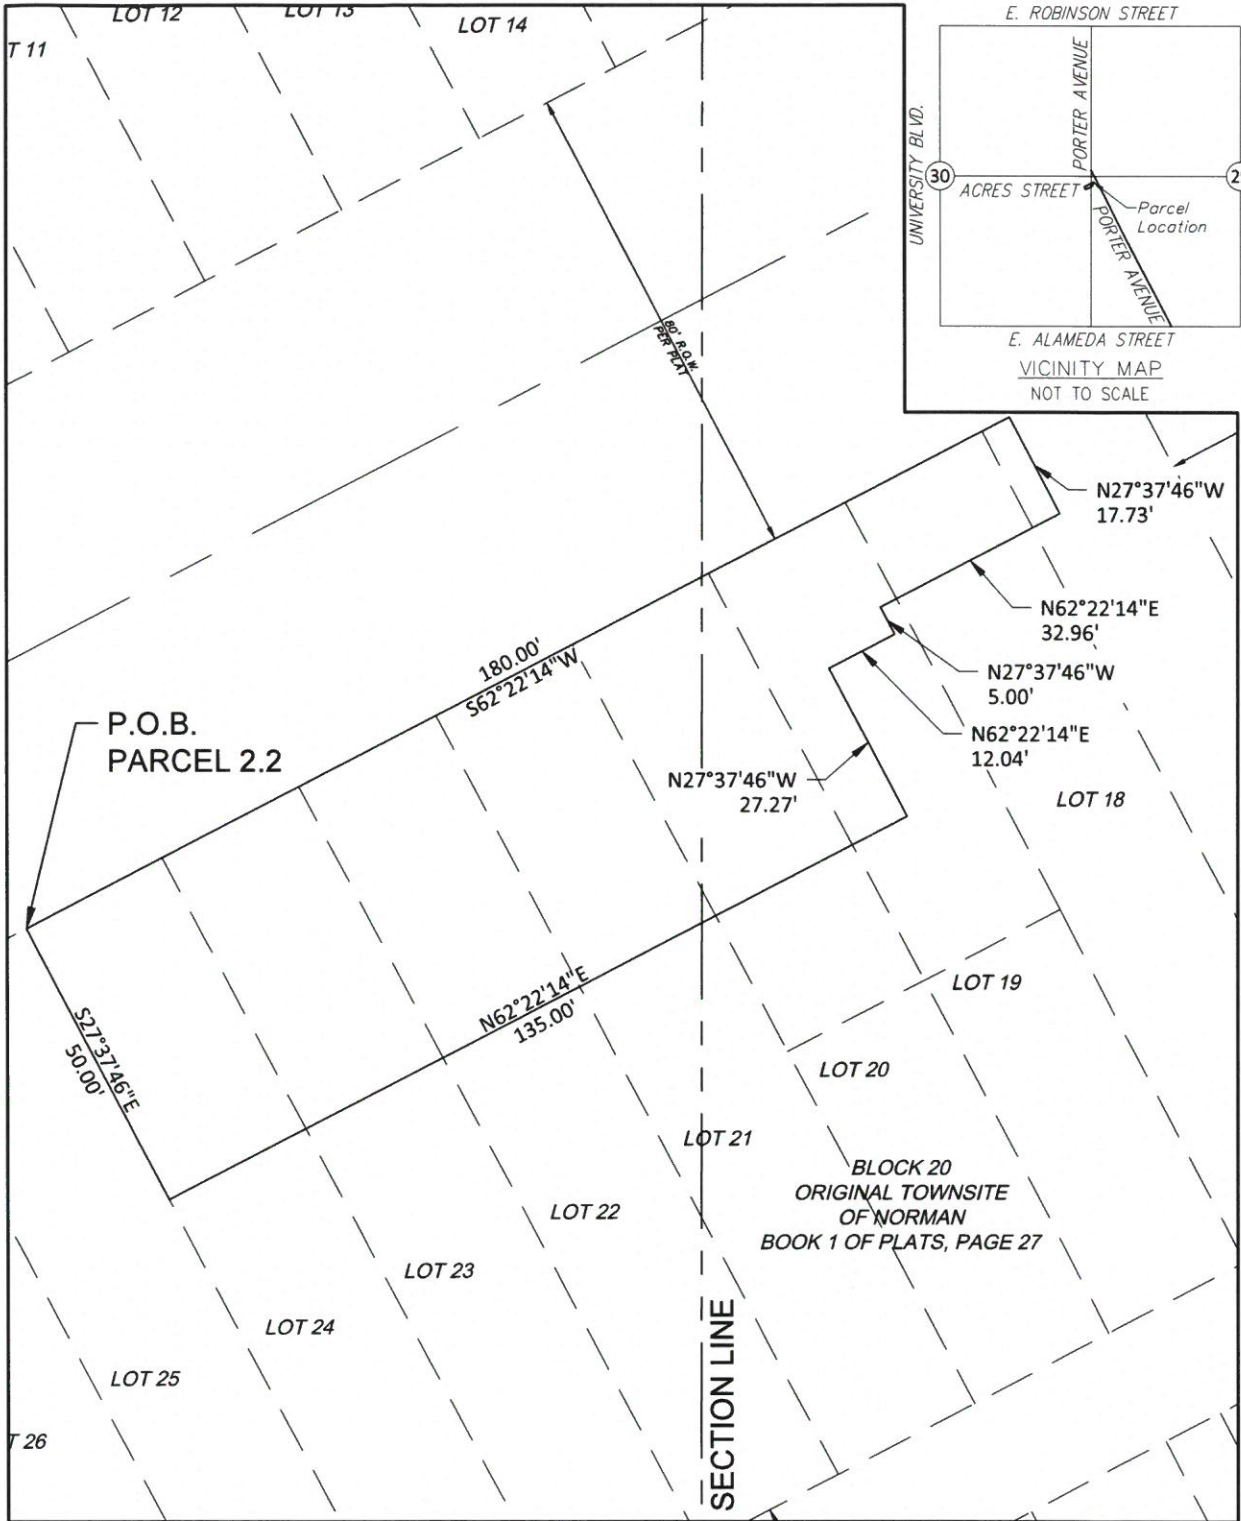 LOT 12
LOT 13
LOT 14
T 11
E. ROBINSON STREET
UNIVERSITY BLVD.
PORTER AVENUE
30
ACRES STREET
Parcel
Location
PORTER AVENUE
E. ALAMEDA STREET
VICINITY MAP
NOT TO SCALE
80' R.O.W.
PER PLAT
N27°37'46"W
17.73'
N62°22'14"E
32.96'
N27°37'46"W
5.00'
N62°22'14"E
12.04'
N27°37'46"W
27.27'
180.00'
S62°22'14"W
P.O.B.
PARCEL 2.2
LOT 18
S27°37'46"E
50.00'
N62°22'14"E
135.00'
LOT 19
LOT 20
LOT 21
BLOCK 20
ORIGINAL TOWNSITE
OF NORMAN
BOOK 1 OF PLATS, PAGE 27
LOT 22
LOT 23
LOT 24
LOT 25
T 26
SECTION LINE